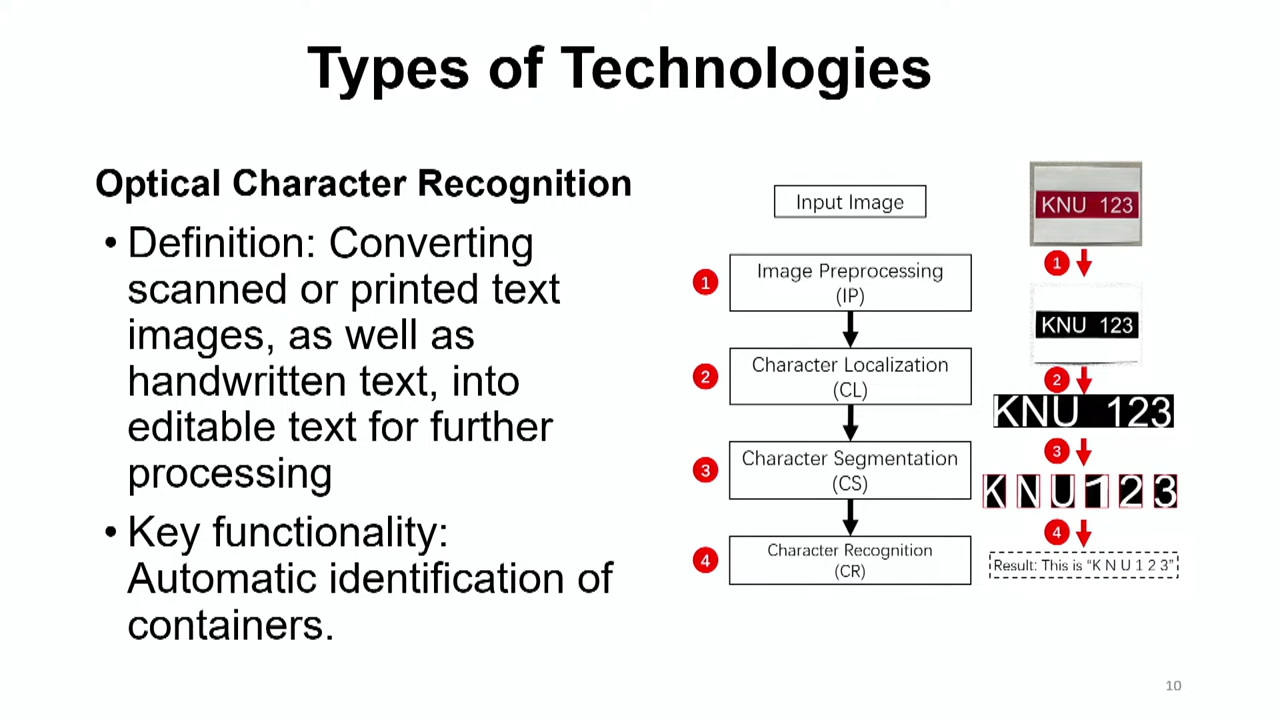 Types of Technologies
Optical Character Recognition
• Definition: Converting
scanned or printed text
images, as well as
handwritten text, into
editable text for further
processing
• Key functionality:
Automatic identification of
containers.
Input Image
1
Image Preprocessing
(IP)
2
Character Localization
(CL)
3
Character Segmentation
(CS)
4
Character Recognition
(CR)
KNU 123
1
KNU 123
2
KNU 123
3
K N U 1 2 3
4
Result: This is “K N U 1 2 3”
10